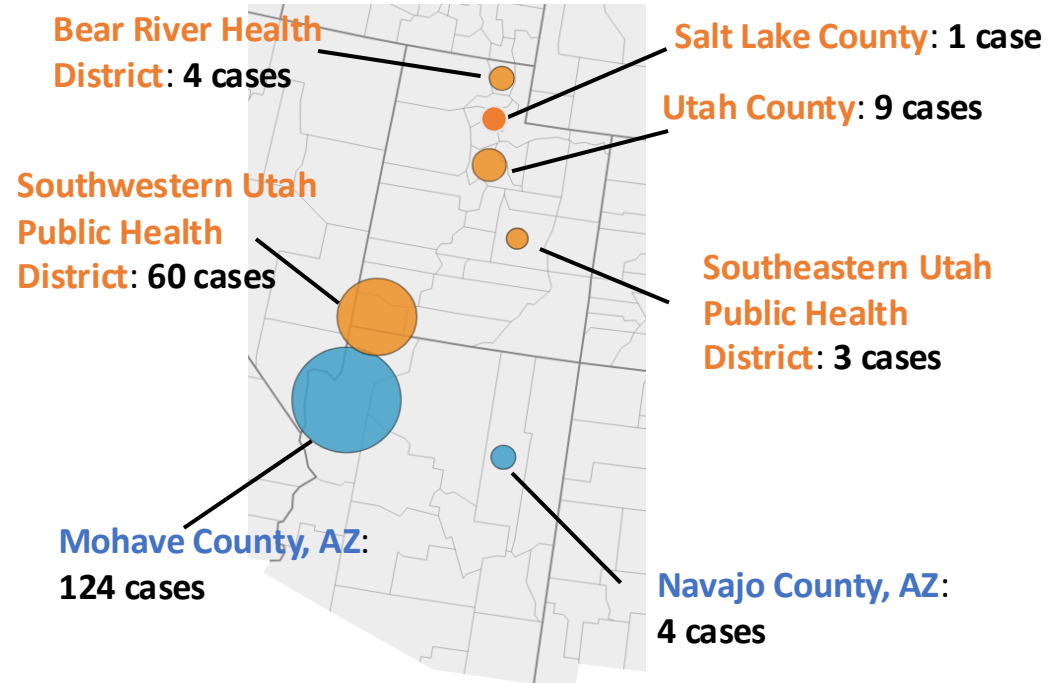 Bear River Health
District: 4 cases
Salt Lake County: 1 case
Utah County: 9 cases
Southwestern Utah
Public Health
District: 60 cases
Southeastern Utah
Public Health
District: 3 cases
Mohave County, AZ:
124 cases
Navajo County, AZ:
4 cases